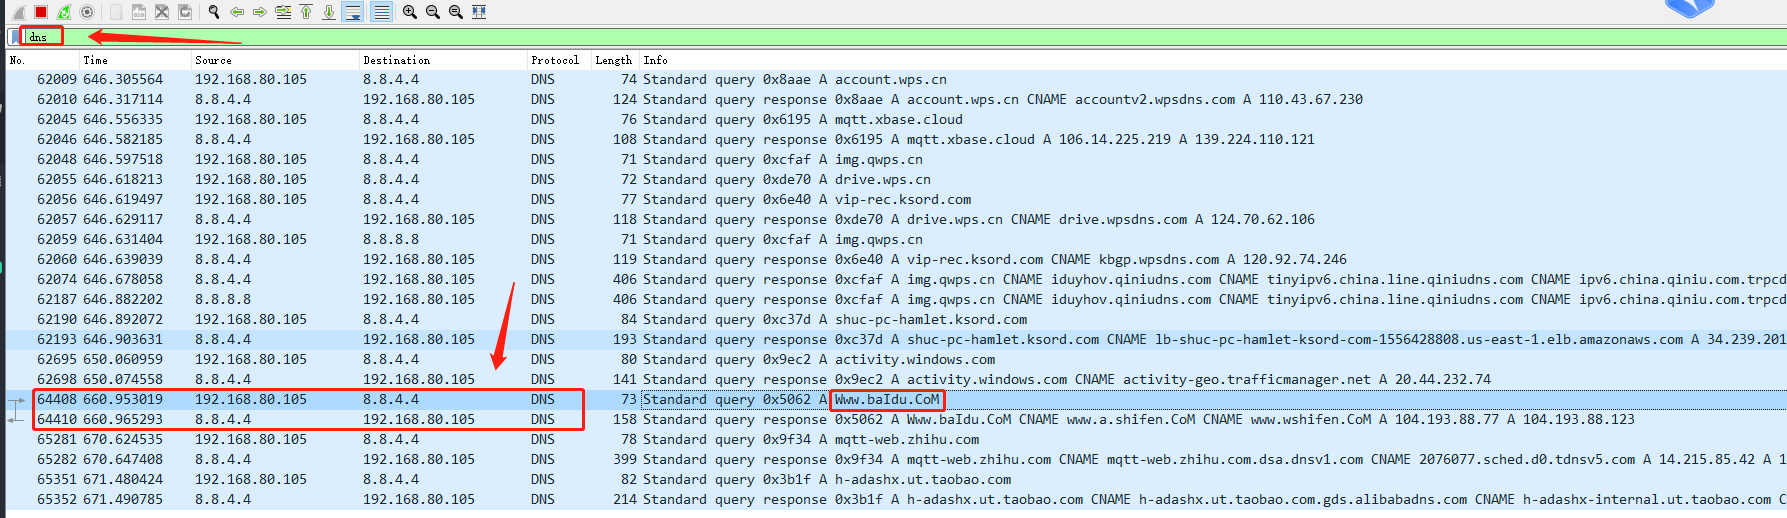 dns
No. Time Source Destination Protocol Length Info
62009 646.305564 192.168.80.105 8.8.4.4 DNS 74 Standard query 0x8aae A account.wps.cn
62010 646.317114 8.8.4.4 192.168.80.105 DNS 124 Standard query response 0x8aae A account.wps.cn CNAME accountv2.wpsdns.com A 110.43.67.230
62045 646.556335 192.168.80.105 8.8.4.4 DNS 76 Standard query 0x6195 A mqtt.xbase.cloud
62046 646.582185 8.8.4.4 192.168.80.105 DNS 108 Standard query response 0x6195 A mqtt.xbase.cloud A 106.14.225.219 A 139.224.110.121
62048 646.597518 192.168.80.105 8.8.4.4 DNS 71 Standard query 0xcfaf A img.qwps.cn
62055 646.618213 192.168.80.105 8.8.4.4 DNS 72 Standard query 0xde70 A drive.wps.cn
62056 646.619497 192.168.80.105 8.8.4.4 DNS 77 Standard query 0x6e40 A vip-rec.ksord.com
62057 646.629117 8.8.4.4 192.168.80.105 DNS 118 Standard query response 0xde70 A drive.wps.cn CNAME drive.wpsdns.com A 124.70.62.106
62059 646.631404 192.168.80.105 8.8.8.8 DNS 71 Standard query 0xcfaf A img.qwps.cn
62060 646.639039 8.8.4.4 192.168.80.105 DNS 119 Standard query response 0x6e40 A vip-rec.ksord.com CNAME kbgp.wpsdns.com A 120.92.74.246
62074 646.678058 8.8.4.4 192.168.80.105 DNS 406 Standard query response 0xcfaf A img.qwps.cn CNAME iduyhov.qiniudns.com CNAME tinyipv6.china.line.qiniudns.com CNAME ipv6.china.qiniu.com.trpcd
62187 646.882202 8.8.8.8 192.168.80.105 DNS 406 Standard query response 0xcfaf A img.qwps.cn CNAME iduyhov.qiniudns.com CNAME tinyipv6.china.line.qiniudns.com CNAME ipv6.china.qiniu.com.trpcd
62190 646.892072 192.168.80.105 8.8.4.4 DNS 84 Standard query 0xc37d A shuc-pc-hamlet.ksord.com
62193 646.903631 8.8.4.4 192.168.80.105 DNS 193 Standard query response 0xc37d A shuc-pc-hamlet.ksord.com CNAME lb-shuc-pc-hamlet-ksord-com-1556428808.us-east-1.elb.amazonaws.com A 34.239.201
62695 650.060959 192.168.80.105 8.8.4.4 DNS 80 Standard query 0x9ec2 A activity.windows.com
62698 650.074558 8.8.4.4 192.168.80.105 DNS 141 Standard query response 0x9ec2 A activity.windows.com CNAME activity-geo.trafficmanager.net A 20.44.232.74
64408 660.953019 192.168.80.105 8.8.4.4 DNS 73 Standard query 0x5062 A Www.baIdu.CoM
64410 660.965293 8.8.4.4 192.168.80.105 DNS 158 Standard query response 0x5062 A Www.baIdu.CoM CNAME www.a.shifen.CoM CNAME www.wshifen.CoM A 104.193.88.77 A 104.193.88.123
65281 670.624535 192.168.80.105 8.8.4.4 DNS 78 Standard query 0x9f34 A mqtt-web.zhihu.com
65282 670.647408 8.8.4.4 192.168.80.105 DNS 399 Standard query response 0x9f34 A mqtt-web.zhihu.com CNAME mqtt-web.zhihu.com.dsa.dnsv1.com CNAME 2076077.sched.d0.tdnsv5.com A 14.215.85.42 A 1
65351 671.480424 192.168.80.105 8.8.4.4 DNS 82 Standard query 0x3b1f A h-adashx.ut.taobao.com
65352 671.490785 8.8.4.4 192.168.80.105 DNS 214 Standard query response 0x3b1f A h-adashx.ut.taobao.com CNAME h-adashx.ut.taobao.com.gds.alibabadns.com CNAME h-adashx-internal.ut.taobao.com C